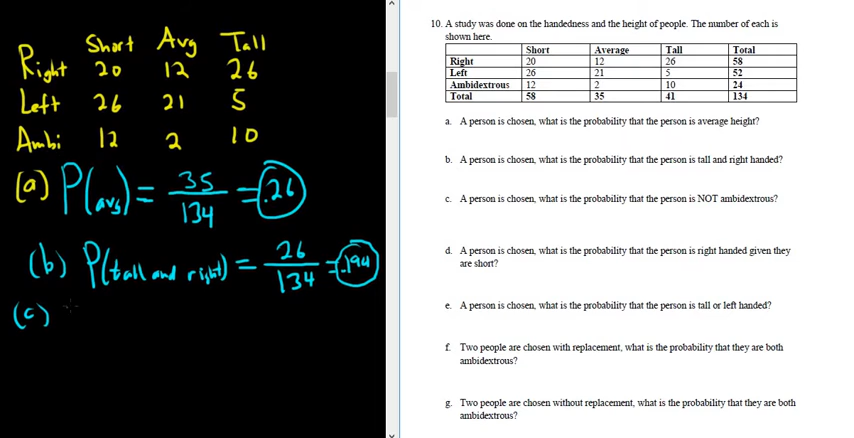 Short Avg Tall
Right 20 12 26
Left 26 21 5
Ambi 12 2 10
(a) P(avg) = 35/134 = .26
(b) P(tall and right) = 26/134 = .194
(c)
10. A study was done on the handedness and the height of people. The number of each is
shown here.
Short Average Tall Total
Right 20 12 26 58
Left 26 21 5 52
Ambidextrous 12 2 10 24
Total 58 35 41 134
a. A person is chosen, what is the probability that the person is average height?
b. A person is chosen, what is the probability that the person is tall and right handed?
c. A person is chosen, what is the probability that the person is NOT ambidextrous?
d. A person is chosen, what is the probability that the person is right handed given they
are short?
e. A person is chosen, what is the probability that the person is tall or left handed?
f. Two people are chosen with replacement, what is the probability that they are both
ambidextrous?
g. Two people are chosen without replacement, what is the probability that they are both
ambidextrous?